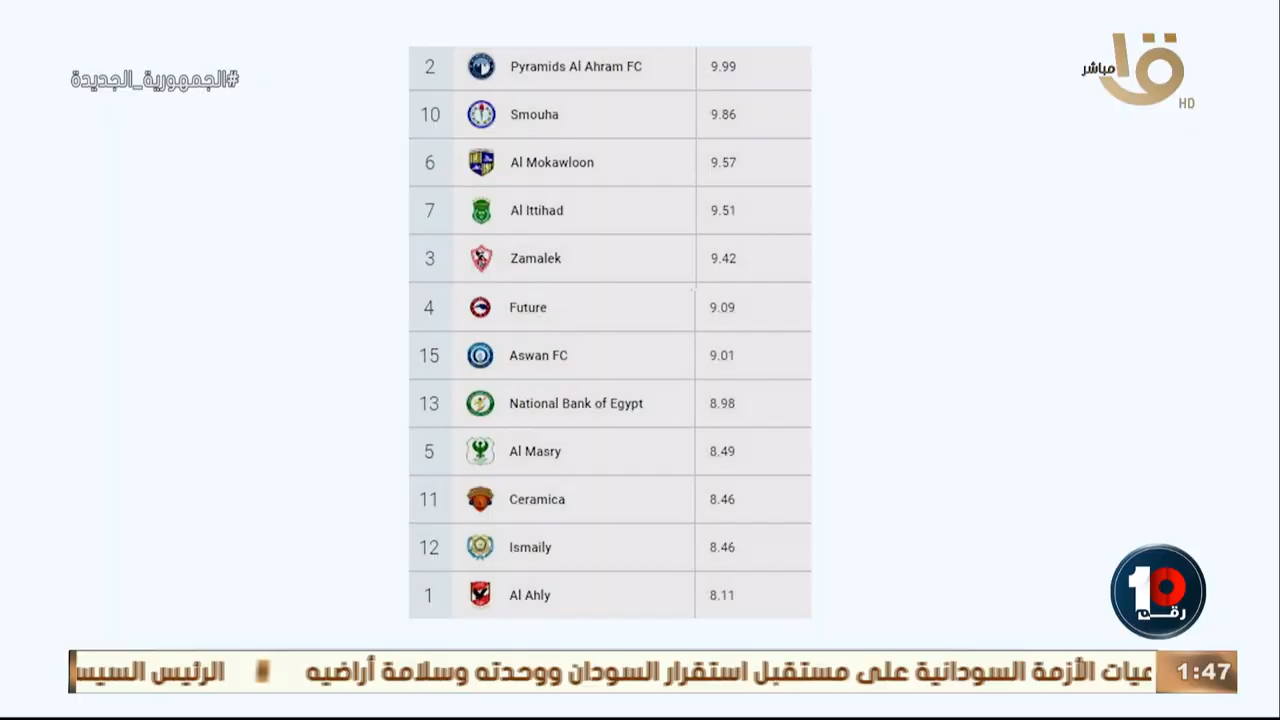 #الجمهورية_الجديدة
مباشر
HD
2 Pyramids Al Ahram FC 9.99
10 Smouha 9.86
6 Al Mokawloon 9.57
7 Al Ittihad 9.51
3 Zamalek 9.42
4 Future 9.09
15 Aswan FC 9.01
13 National Bank of Egypt 8.98
5 Al Masry 8.49
11 Ceramica 8.46
12 Ismaily 8.46
1 Al Ahly 8.11
رقم
10
1:47 عيات الأزمة السودانية على مستقبل استقرار السودان ووحدته وسلامة أراضيه الرئيس السيس